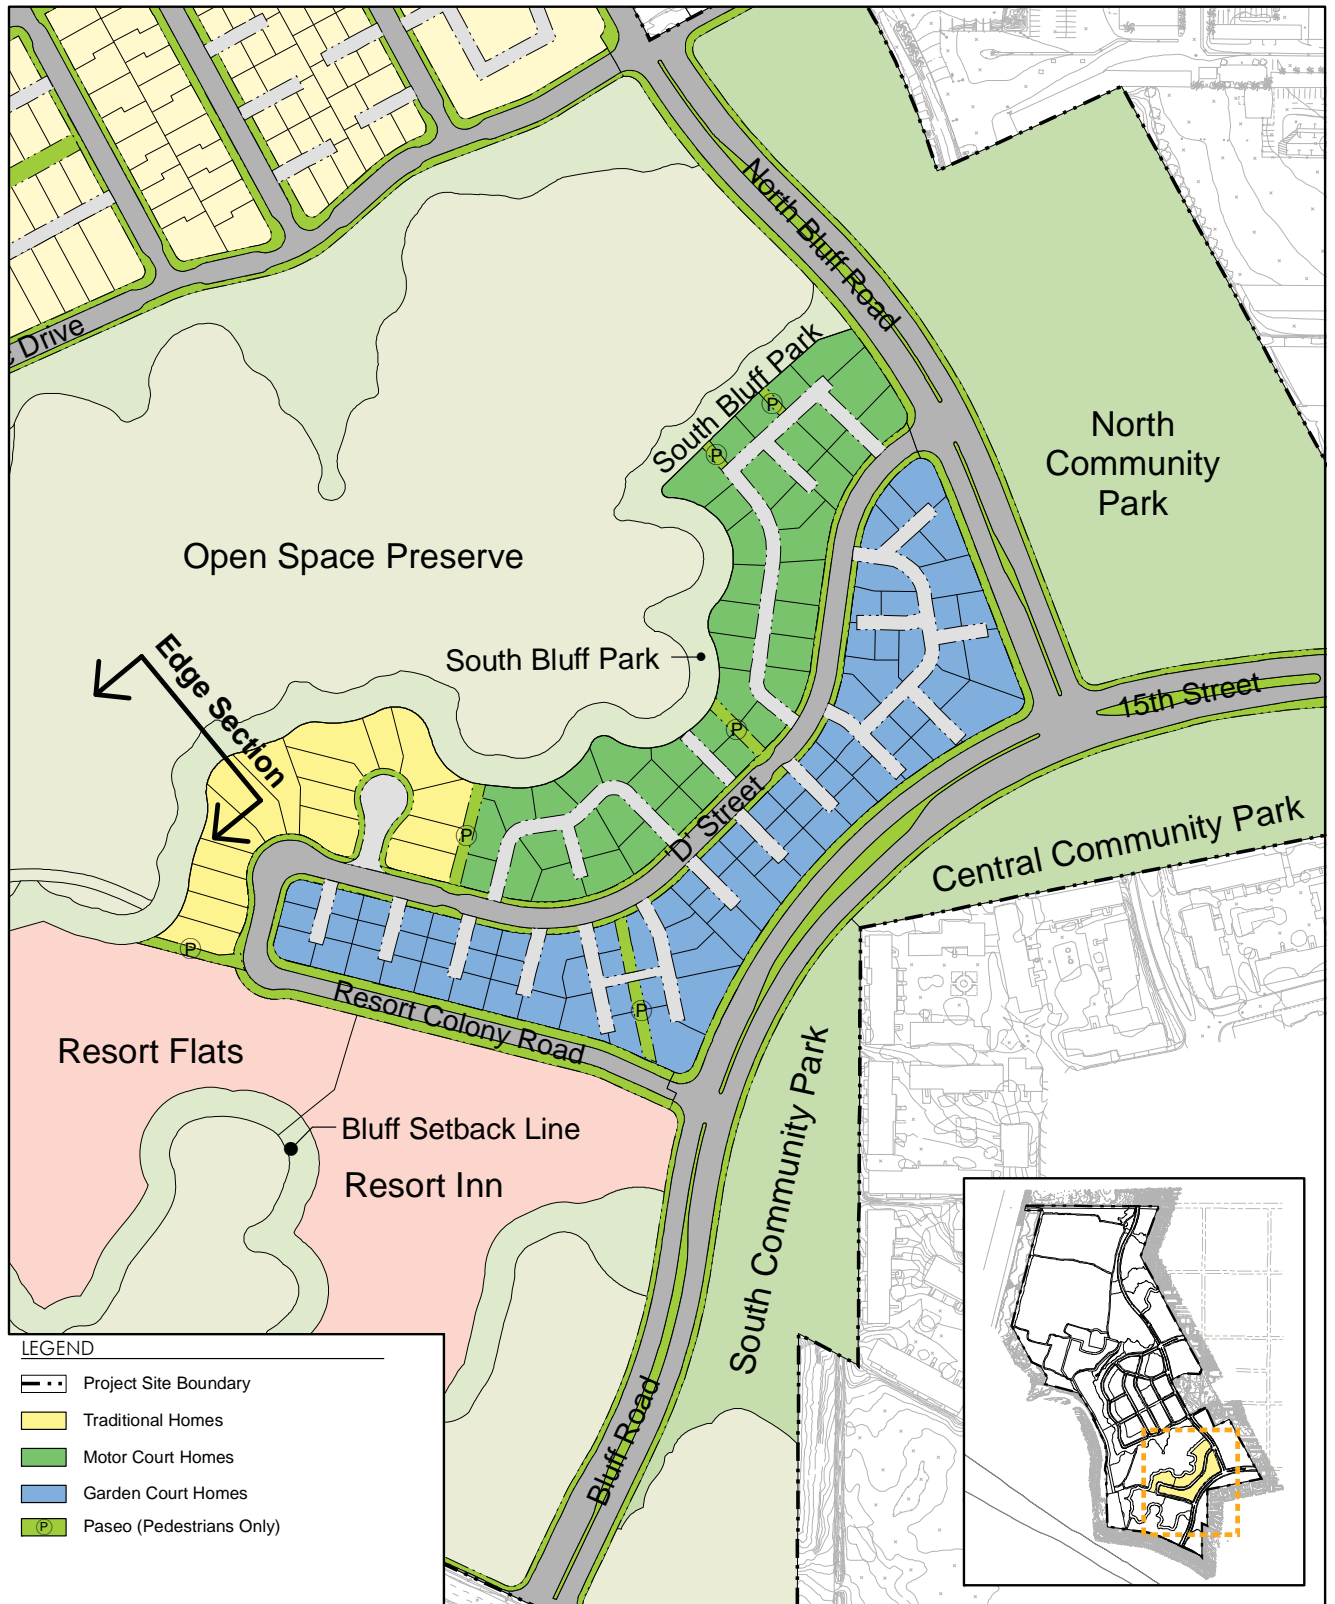 North Bluff Road
c Drive
South Bluff Park
P
P
North
Community
Park
Open Space Preserve
Edge Section
South Bluff Park
15th Street
P
'D' Street
P
Central Community Park
P
Resort Colony Road
P
Resort Flats
Bluff Setback Line
Resort Inn
South Community Park
Bluff Road
LEGEND
Project Site Boundary
Traditional Homes
Motor Court Homes
Garden Court Homes
P Paseo (Pedestrians Only)